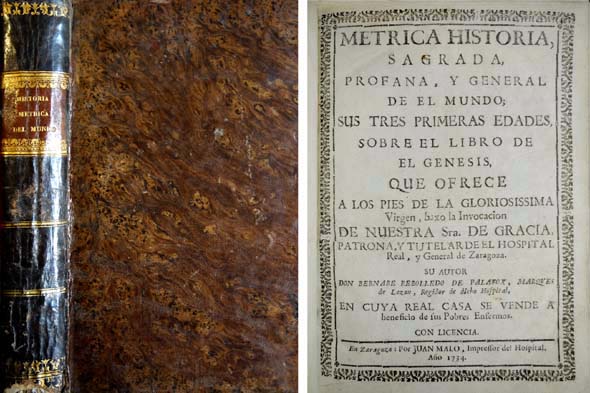 HISTORIA
METRICA
DEL MUNDO
METRICA HISTORIA,
SAGRADA,
PROFANA, Y GENERAL
DE EL MUNDO;
SUS TRES PRIMERAS EDADES,
SOBRE EL LIBRO DE
EL GENESIS,
QUE OFRECE
A LOS PIES DE LA GLORIOSISSIMA
Virgen, baxo la Invocacion
DE NUESTRA Sra. DE GRACIA,
PATRONA, Y TUTELAR DE EL HOSPITAL
Real, y General de Zaragoza.
SU AUTOR
DON BERNABE REBOLLEDO DE PALAFOX, MARQUES
de Lazan, Regidor de dicho Hospital,
EN CUYA REAL CASA SE VENDE A
beneficio de sus Pobres Enfermos.
CON LICENCIA.
En Zaragoza: Por JUAN MALO, Impressor del Hospital.
Año 1734.